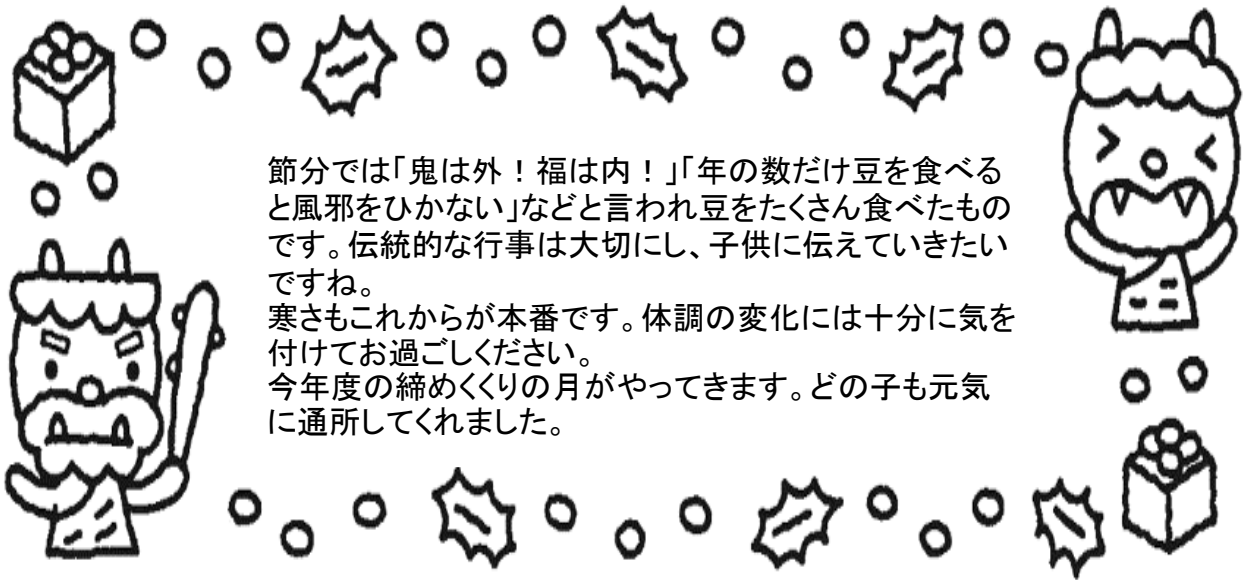 節分では「鬼は外！福は内！」「年の数だけ豆を食べる
と風邪をひかない」などと言われ豆をたくさん食べたもの
です。伝統的な行事は大切にし、子供に伝えていきたい
ですね。
寒さもこれからが本番です。体調の変化には十分に気を
付けてお過ごしください。
今年度の締めくくりの月がやってきます。どの子も元気
に通所してくれました。